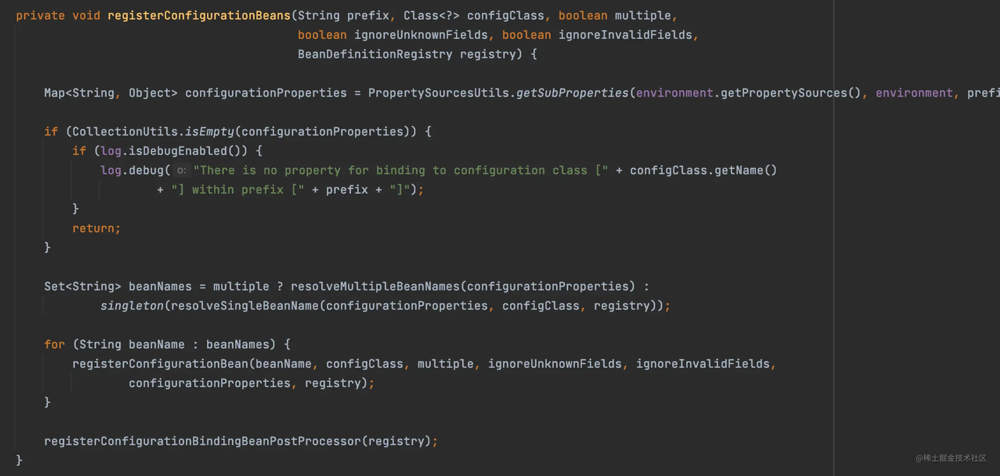 private void registerConfigurationBeans(String prefix, Class<?> configClass, boolean multiple,
boolean ignoreUnknownFields, boolean ignoreInvalidFields,
BeanDefinitionRegistry registry) {
Map<String, Object> configurationProperties = PropertySourcesUtils.getSubProperties(environment.getPropertySources(), environment, prefi
if (CollectionUtils.isEmpty(configurationProperties)) {
if (log.isDebugEnabled()) {
log.debug( o: "There is no property for binding to configuration class [" + configClass.getName()
+ "] within prefix [" + prefix + "]");
}
return;
}
Set<String> beanNames = multiple ? resolveMultipleBeanNames(configurationProperties) :
singleton(resolveSingleBeanName(configurationProperties, configClass, registry));
for (String beanName : beanNames) {
registerConfigurationBean(beanName, configClass, multiple, ignoreUnknownFields, ignoreInvalidFields,
configurationProperties, registry);
}
registerConfigurationBindingBeanPostProcessor(registry);
}
@稀土掘金技术社区